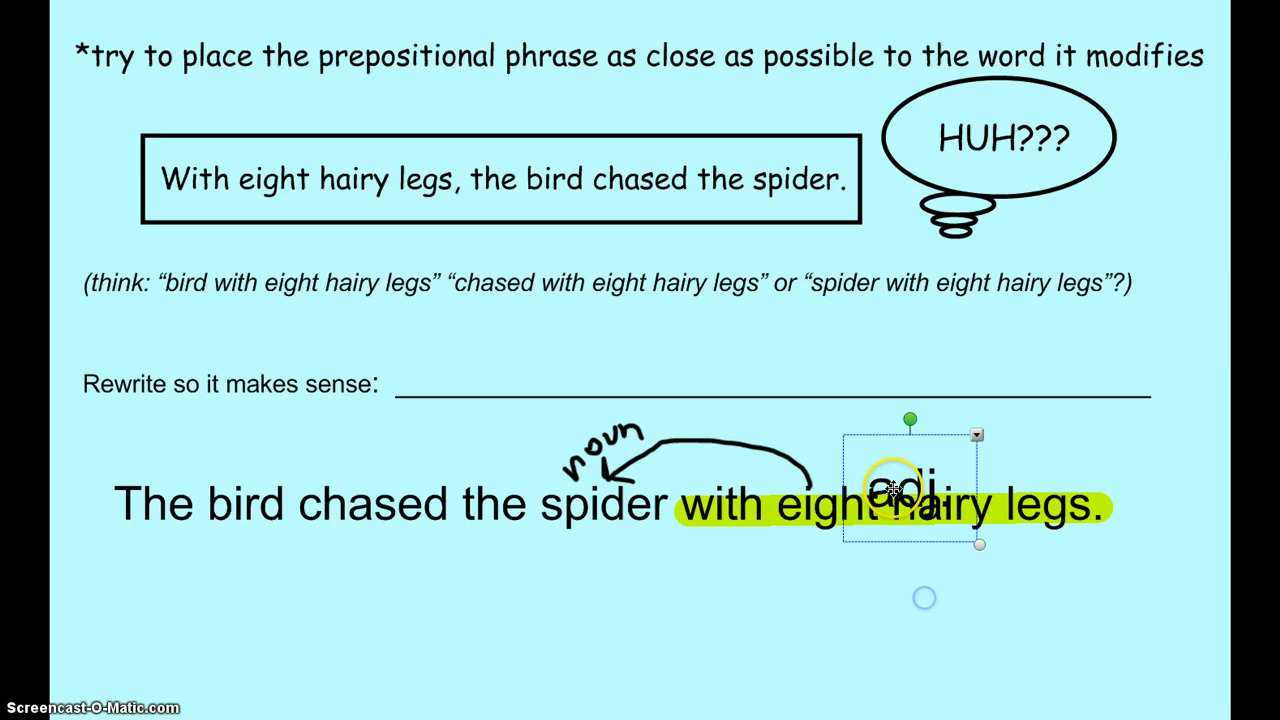 *try to place the prepositional phrase as close as possible to the word it modifies
HUH???
With eight hairy legs, the bird chased the spider.
(think: “bird with eight hairy legs” “chased with eight hairy legs” or “spider with eight hairy legs”?)
Rewrite so it makes sense:
noun
adj.
The bird chased the spider with eight hairy legs.
Screencast-O-Matic.com